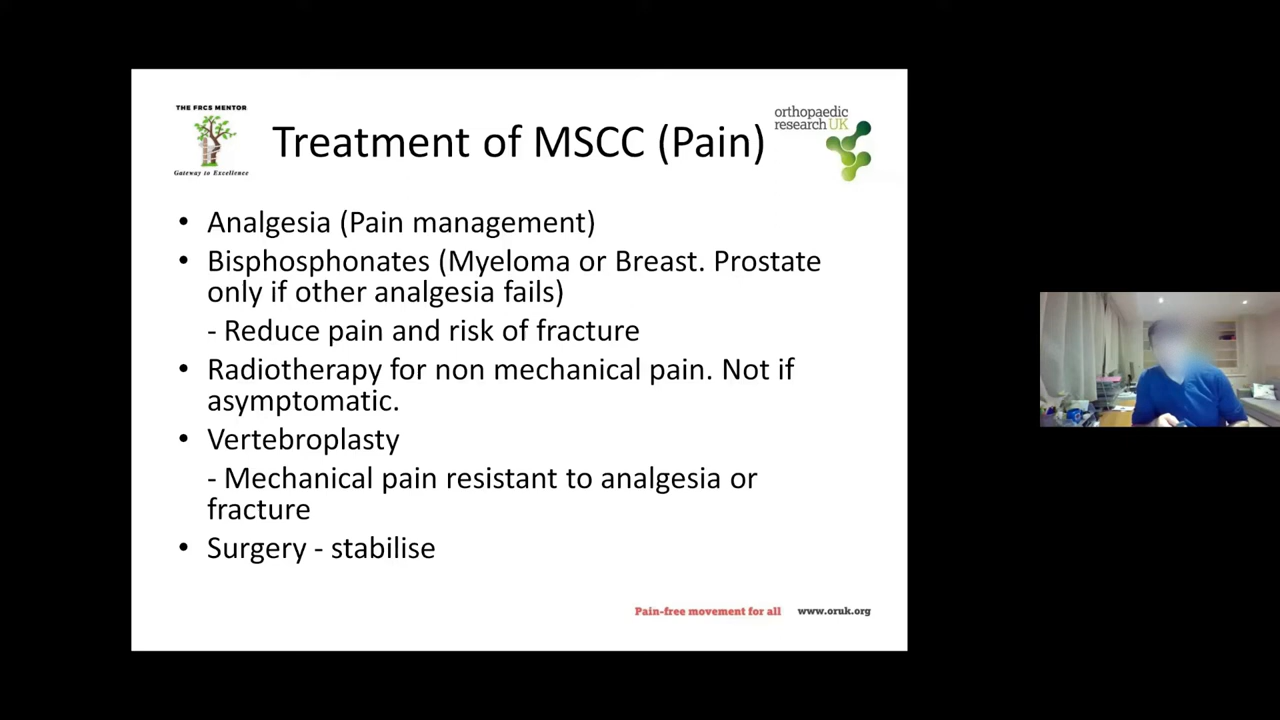 THE FRCS MENTOR
Gateway to Excellence
Treatment of MSCC (Pain)
orthopaedic
research UK
• Analgesia (Pain management)
• Bisphosphonates (Myeloma or Breast. Prostate
only if other analgesia fails)
- Reduce pain and risk of fracture
• Radiotherapy for non mechanical pain. Not if
asymptomatic.
• Vertebroplasty
- Mechanical pain resistant to analgesia or
fracture
• Surgery - stabilise
Pain-free movement for all www.oruk.org